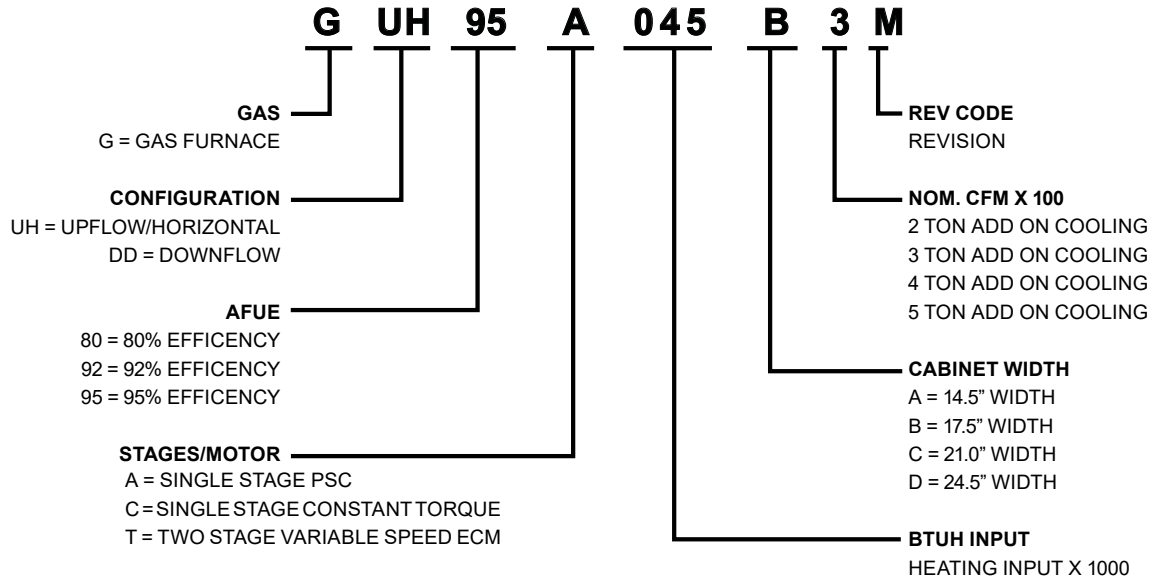 G UH 95 A 045 B 3 M
GAS
G = GAS FURNACE
CONFIGURATION
UH = UPFLOW/HORIZONTAL
DD = DOWNFLOW
AFUE
80 = 80% EFFICENCY
92 = 92% EFFICENCY
95 = 95% EFFICENCY
STAGES/MOTOR
A = SINGLE STAGE PSC
C = SINGLE STAGE CONSTANT TORQUE
T = TWO STAGE VARIABLE SPEED ECM
REV CODE
REVISION
NOM. CFM X 100
2 TON ADD ON COOLING
3 TON ADD ON COOLING
4 TON ADD ON COOLING
5 TON ADD ON COOLING
CABINET WIDTH
A = 14.5” WIDTH
B = 17.5” WIDTH
C = 21.0” WIDTH
D = 24.5” WIDTH
BTUH INPUT
HEATING INPUT X 1000